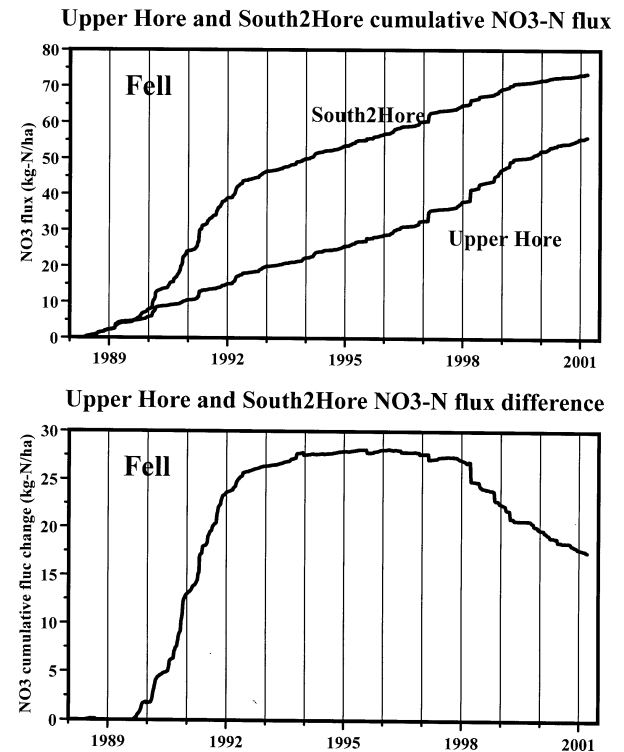 Upper Hore and South2Hore cumulative NO3-N flux
80
70
60
50
40
30
20
10
0
NO3 flux (kg-N/ha)
Fell
South2Hore
Upper Hore
1989 1992 1995 1998 2001
Upper Hore and South2Hore NO3-N flux difference
30
25
20
15
10
5
0
NO3 cumulative fluc change (kg-N/ha)
Fell
1989 1992 1995 1998 2001